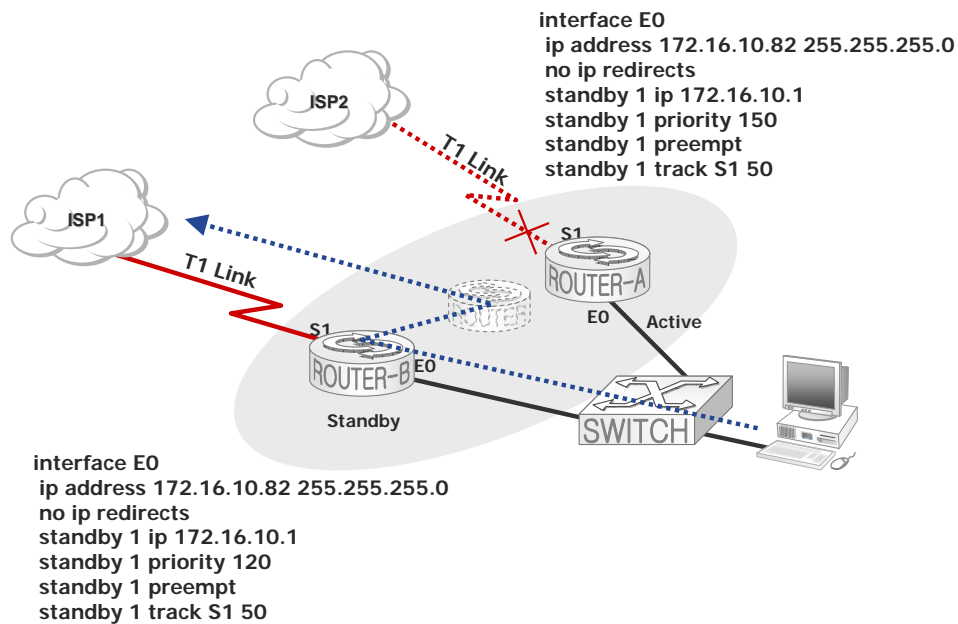 interface E0
ip address 172.16.10.82 255.255.255.0
no ip redirects
standby 1 ip 172.16.10.1
standby 1 priority 150
standby 1 preempt
standby 1 track S1 50
ISP2
T1 Link
ISP1
T1 Link
S1
ROUTER-A
E0
Active
ROUTER
S1
ROUTER-B
E0
Standby
SWITCH
interface E0
ip address 172.16.10.82 255.255.255.0
no ip redirects
standby 1 ip 172.16.10.1
standby 1 priority 120
standby 1 preempt
standby 1 track S1 50